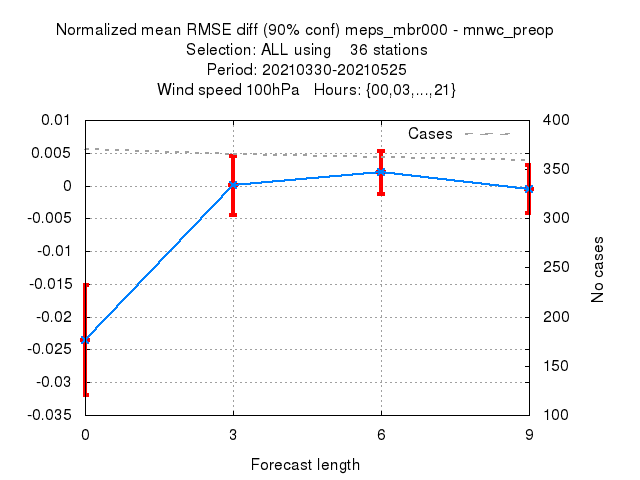 Normalized mean RMSE diff (90% conf) meps_mbr000 - mnwc_preop
Selection: ALL using    36 stations
Period: 20210330-20210525
Wind speed 100hPa   Hours: {00,03,...,21}
Cases
0.01
0.005
0
-0.005
-0.01
-0.015
-0.02
-0.025
-0.03
-0.035
400
350
300
250
200
150
100
No cases
0 3 6 9
Forecast length